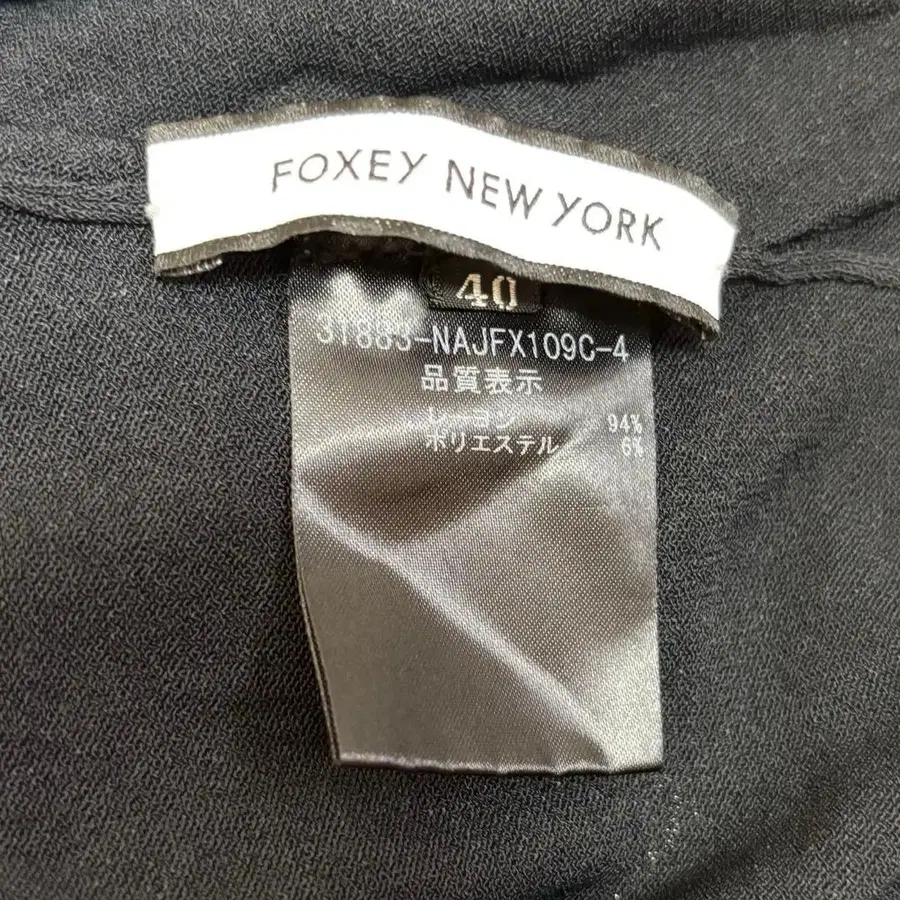 FOXEY NEW YORK
40
31883-NAJFX109C-4
品質表示
レーヨン 94%
ポリエステル 6%